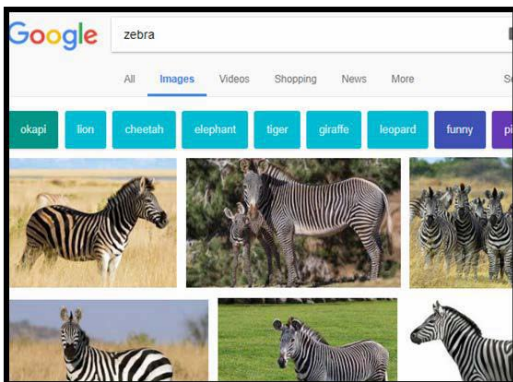 Google zebra
All Images Videos Shopping News More
okapi lion cheetah elephant tiger giraffe leopard funny